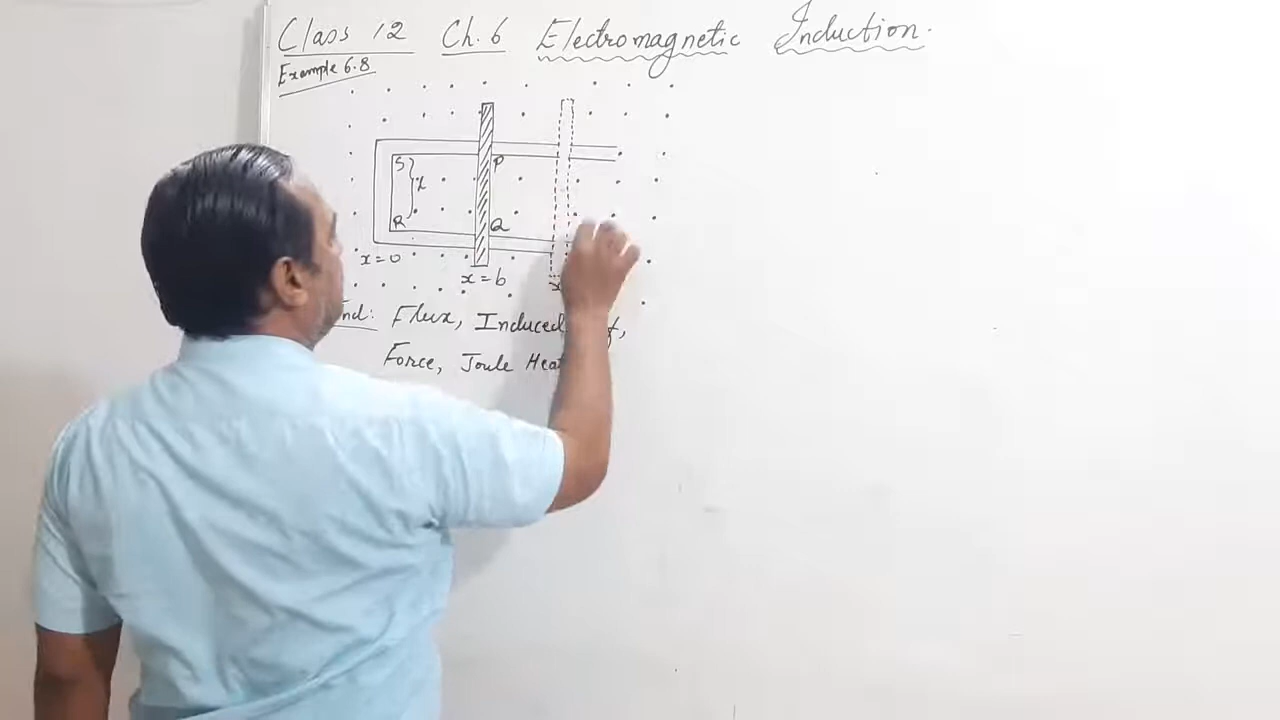 Class 12 Ch. 6 Electromagnetic Induction.
Example 6.8
S P
l
R Q
x=0
x=b
Flux, Induced
Force, Joule